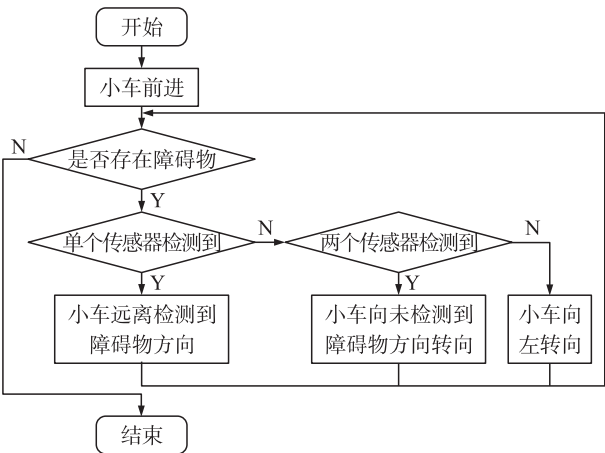 开始
小车前进
N
是否存在障碍物
Y
单个传感器检测到
N
两个传感器检测到
N
Y
Y
小车远离检测到
障碍物方向
小车向未检测到
障碍物方向转向
小车向
左转向
结束